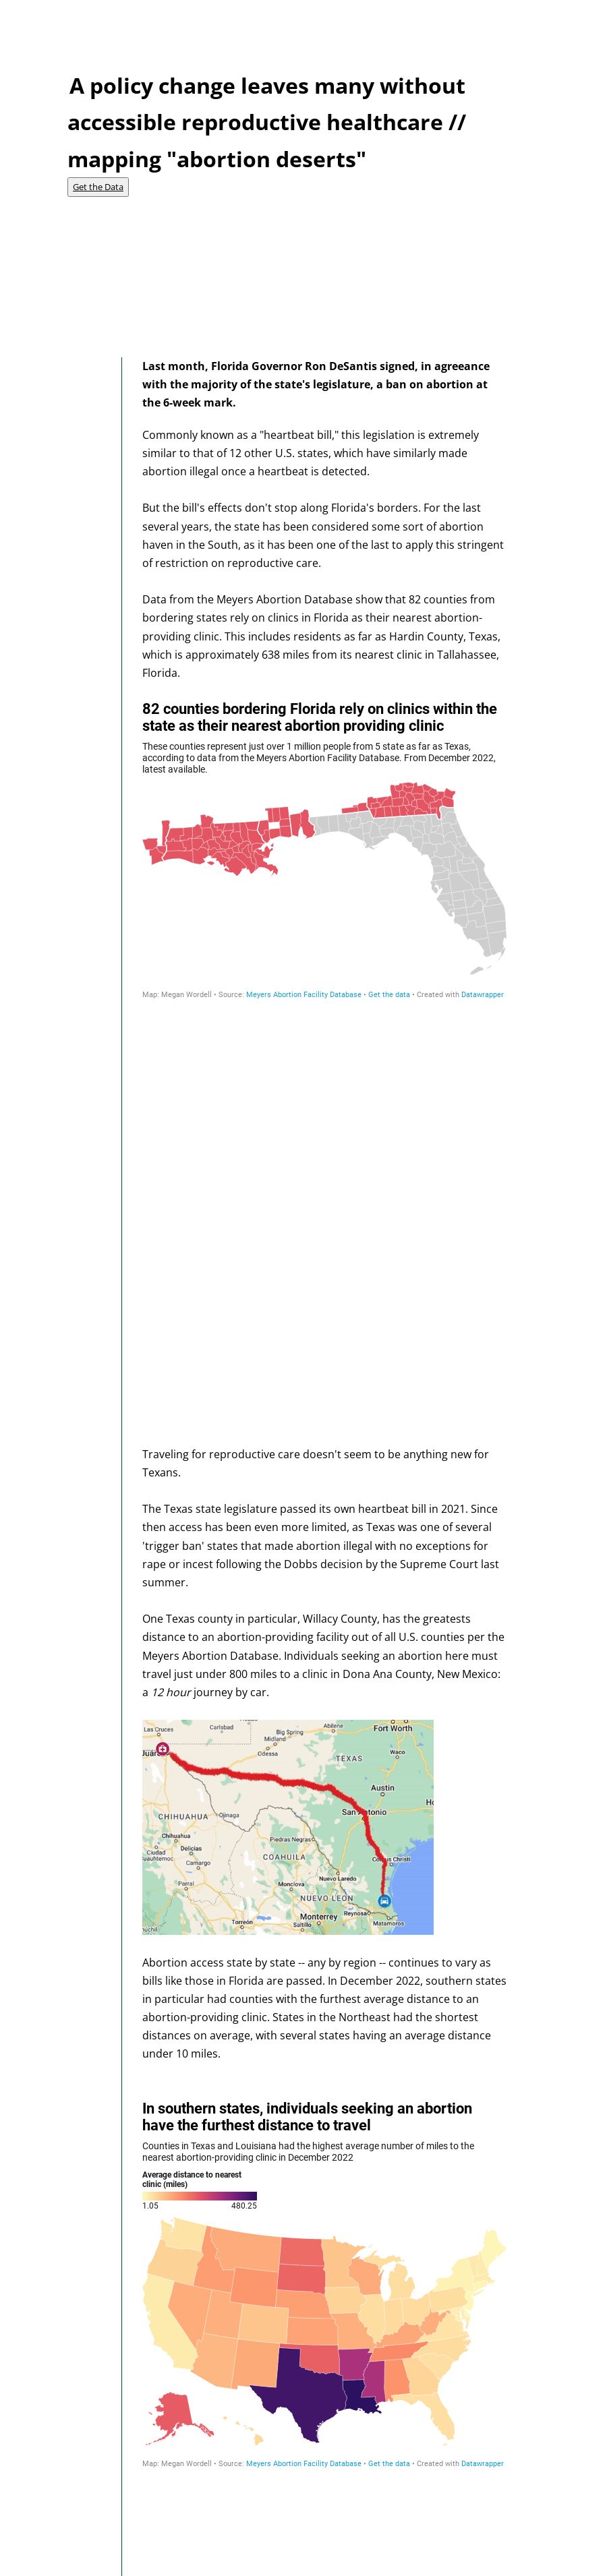 A policy change leaves many without
accessible reproductive healthcare //
mapping "abortion deserts"
Get the Data
Last month, Florida Governor Ron DeSantis signed, in agreeance
with the majority of the state's legislature, a ban on abortion at
the 6-week mark.
Commonly known as a "heartbeat bill," this legislation is extremely
similar to that of 12 other U.S. states, which have similarly made
abortion illegal once a heartbeat is detected.
But the bill's effects don't stop along Florida's borders. For the last
several years, the state has been considered some sort of abortion
haven in the South, as it has been one of the last to apply this stringent
of restriction on reproductive care.
Data from the Meyers Abortion Database show that 82 counties from
bordering states rely on clinics in Florida as their nearest abortion-
providing clinic. This includes residents as far as Hardin County, Texas,
which is approximately 638 miles from its nearest clinic in Tallahassee,
Florida.
82 counties bordering Florida rely on clinics within the
state as their nearest abortion providing clinic
These counties represent just over 1 million people from 5 state as far as Texas,
according to data from the Meyers Abortion Facility Database. From December 2022,
latest available.
Map: Megan Wordell • Source: Meyers Abortion Facility Database • Get the data • Created with Datawrapper
Traveling for reproductive care doesn't seem to be anything new for
Texans.
The Texas state legislature passed its own heartbeat bill in 2021. Since
then access has been even more limited, as Texas was one of several
'trigger ban' states that made abortion illegal with no exceptions for
rape or incest following the Dobbs decision by the Supreme Court last
summer.
One Texas county in particular, Willacy County, has the greatests
distance to an abortion-providing facility out of all U.S. counties per the
Meyers Abortion Database. Individuals seeking an abortion here must
travel just under 800 miles to a clinic in Dona Ana County, New Mexico:
a 12 hour journey by car.
Las Cruces
Carlsbad
Big Spring
Abilene
Fort Worth
Midland
Odessa
Juár
TEXAS
Waco
Austin
San Antonio
CHIHUAHUA
Ojinaga
Chihuahua
Piedras Negras
Delicias
Ciudad
uauhtemoc
Camargo
COAHUILA
Corpus Christi
Parral
Monclova
Nuevo Laredo
NUEVO LEON
Monterrey
Reynosa
Torreón
Saltillo
Matamoros
Abortion access state by state -- any by region -- continues to vary as
bills like those in Florida are passed. In December 2022, southern states
in particular had counties with the furthest average distance to an
abortion-providing clinic. States in the Northeast had the shortest
distances on average, with several states having an average distance
under 10 miles.
In southern states, individuals seeking an abortion
have the furthest distance to travel
Counties in Texas and Louisiana had the highest average number of miles to the
nearest abortion-providing clinic in December 2022
Average distance to nearest
clinic (miles)
1.05 480.25
Map: Megan Wordell • Source: Meyers Abortion Facility Database • Get the data • Created with Datawrapper